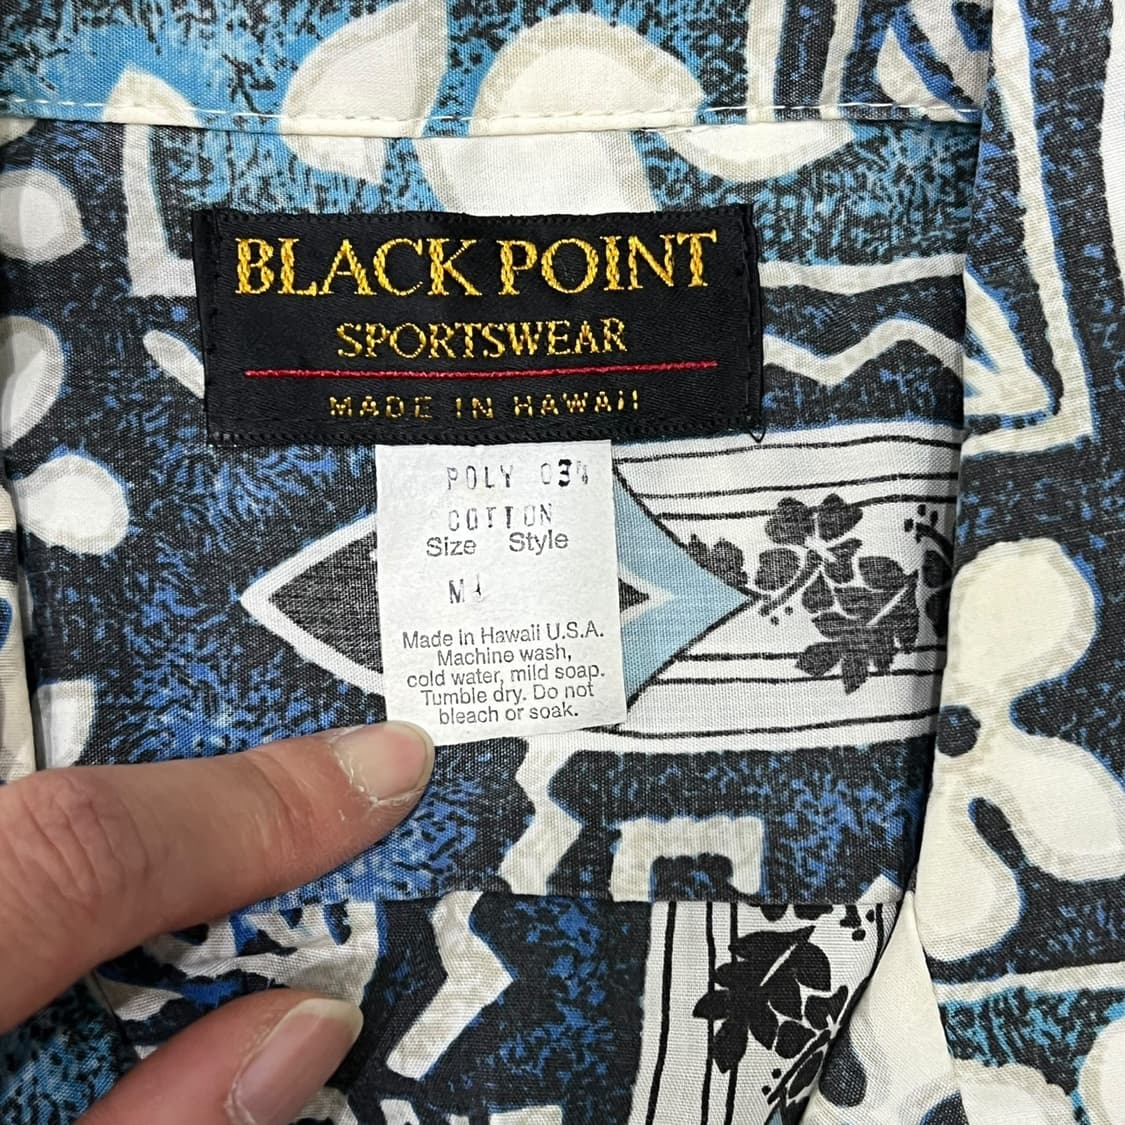 BLACK POINT
SPORTSWEAR
MADE IN HAWAII
POLY
COTTON
Size Style
M
Made in Hawaii U.S.A.
Machine wash,
cold water, mild soap.
Tumble dry. Do not
bleach or soak.